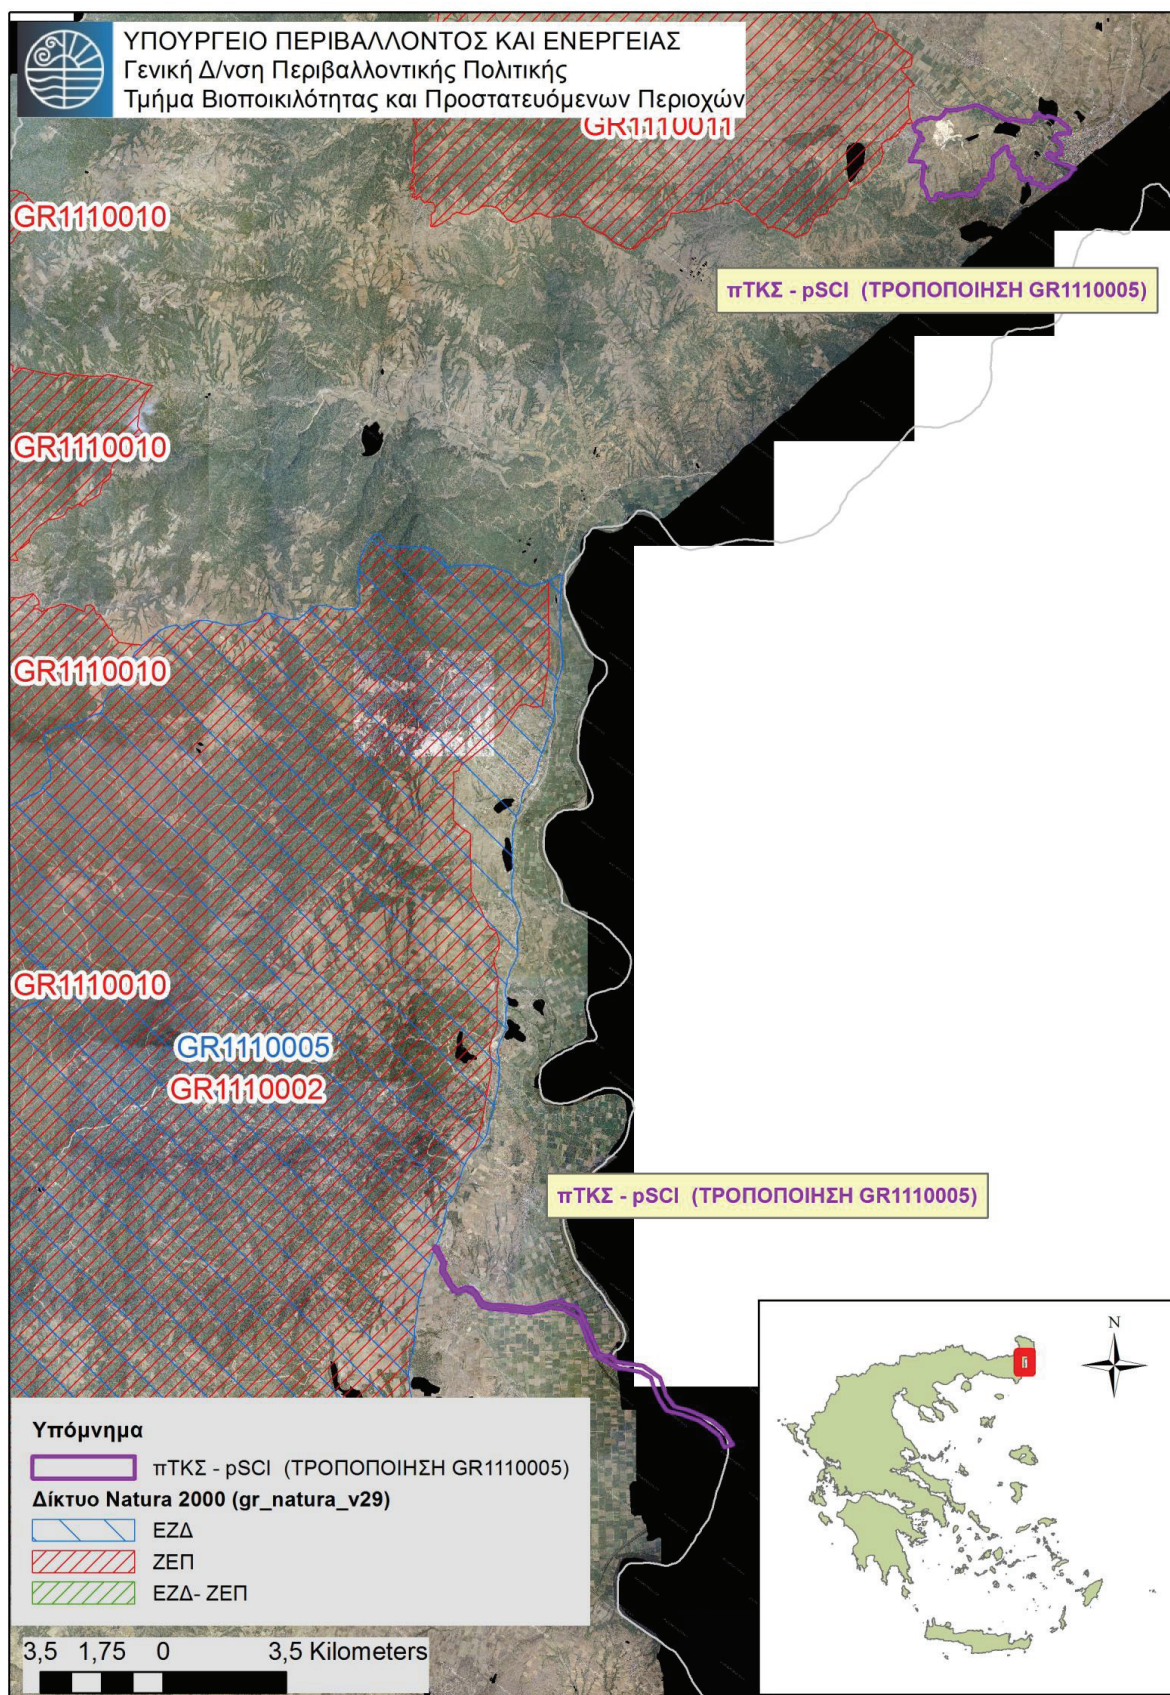 ΥΠΟΥΡΓΕΙΟ ΠΕΡΙΒΑΛΛΟΝΤΟΣ ΚΑΙ ΕΝΕΡΓΕΙΑΣ
Γενική Δ/νση Περιβαλλοντικής Πολιτικής
Τμήμα Βιοποικιλότητας και Προστατευόμενων Περιοχών
GR1110011
GR1110010
πΤΚΣ - pSCI (ΤΡΟΠΟΠΟΙΗΣΗ GR1110005)
GR1110010
GR1110010
GR1110010
GR1110005
GR1110002
πΤΚΣ - pSCI (ΤΡΟΠΟΠΟΙΗΣΗ GR1110005)
N
Υπόμνημα
πΤΚΣ - pSCI (ΤΡΟΠΟΠΟΙΗΣΗ GR1110005)
Δίκτυο Natura 2000 (gr_natura_v29)
ΕΖΔ
ΖΕΠ
ΕΖΔ- ΖΕΠ
3,5 1,75 0 3,5 Kilometers